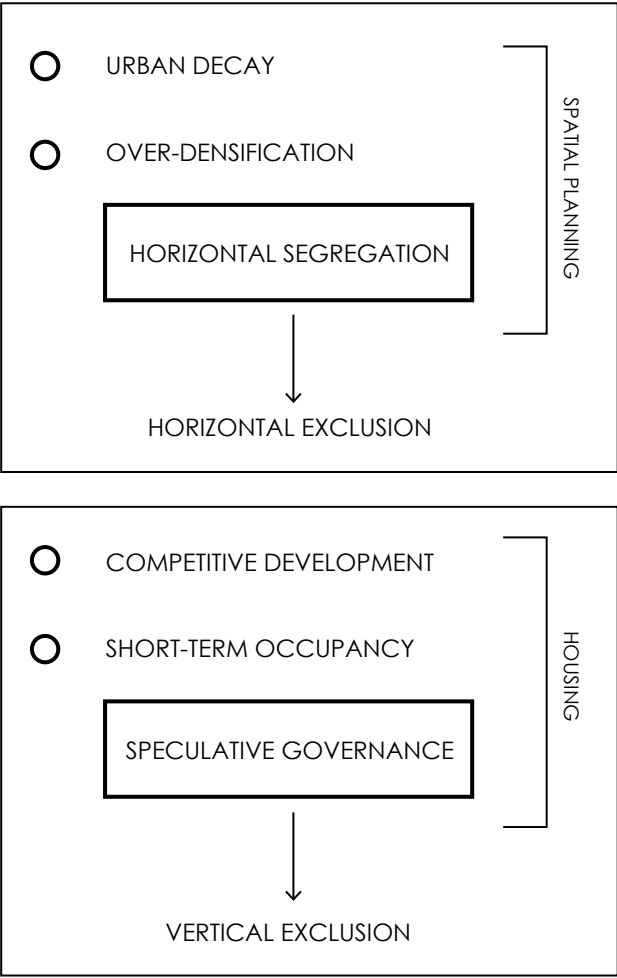 URBAN DECAY
OVER-DENSIFICATION
HORIZONTAL SEGREGATION
SPATIAL PLANNING
HORIZONTAL EXCLUSION
COMPETITIVE DEVELOPMENT
SHORT-TERM OCCUPANCY
SPECULATIVE GOVERNANCE
HOUSING
VERTICAL EXCLUSION